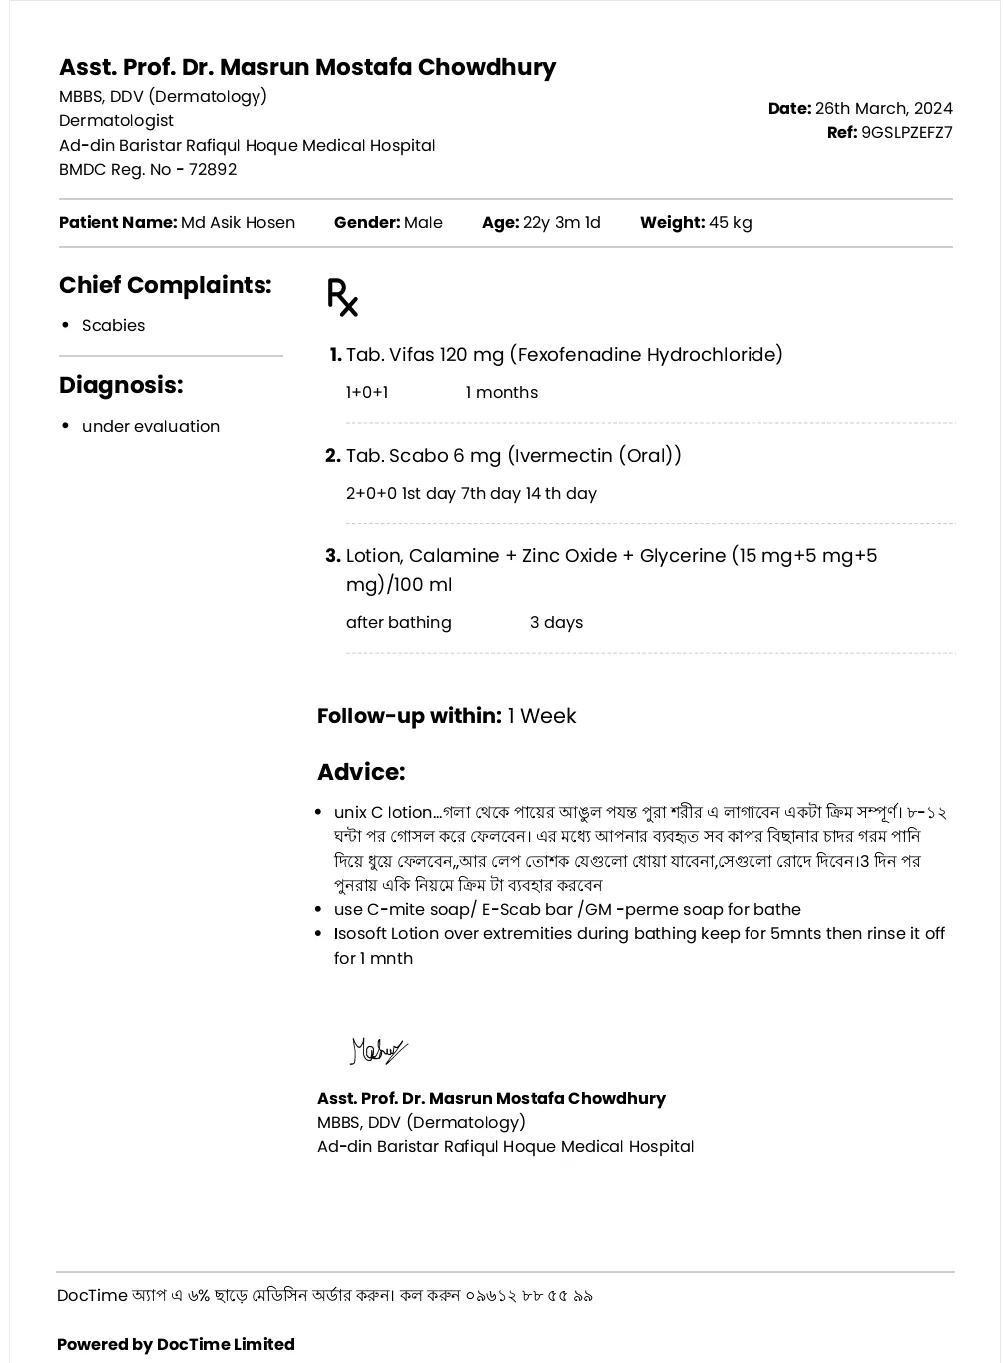 Asst. Prof. Dr. Masrun Mostafa Chowdhury
MBBS, DDV (Dermatology)
Dermatologist
Ad-din Baristar Rafiqul Hoque Medical Hospital
BMDC Reg. No - 72892
Date: 26th March, 2024
Ref: 9GSLPZEFZ7
Patient Name: Md Asik Hosen Gender: Male Age: 22y 3m 1d Weight: 45 kg
Chief Complaints:
• Scabies
Diagnosis:
• under evaluation
Rx
1. Tab. Vifas 120 mg (Fexofenadine Hydrochloride)
1+0+1 1 months
2. Tab. Scabo 6 mg (Ivermectin (Oral))
2+0+0 1st day 7th day 14 th day
3. Lotion, Calamine + Zinc Oxide + Glycerine (15 mg+5 mg+5
mg)/100 ml
after bathing 3 days
Follow-up within: 1 Week
Advice:
• unix C lotion...গলা থেকে পায়ের আঙুল পযন্ত পুরা শরীর এ লাগাবেন একটা ক্রিম সম্পূর্ণ। ৮-১২
ঘন্টা পর গোসল করে ফেলবেন। এর মধ্যে আপনার ব্যবহৃত সব কাপর বিছানার চাদর গরম পানি
দিয়ে ধুয়ে ফেলবেন,,আর লেপ তোশক যেগুলো ধোয়া যাবেনা,সেগুলো রোদে দিবেন।3 দিন পর
পুনরায় একি নিয়মে ক্রিম টা ব্যবহার করবেন
• use C-mite soap/ E-Scab bar /GM -perme soap for bathe
• Isosoft Lotion over extremities during bathing keep for 5mnts then rinse it off
for 1 mnth
Asst. Prof. Dr. Masrun Mostafa Chowdhury
MBBS, DDV (Dermatology)
Ad-din Baristar Rafiqul Hoque Medical Hospital
DocTime অ্যাপ এ ৬% ছাড়ে মেডিসিন অর্ডার করুন। কল করুন ০৯৬১২ ৮৮ ৫৫ ৯৯
Powered by DocTime Limited